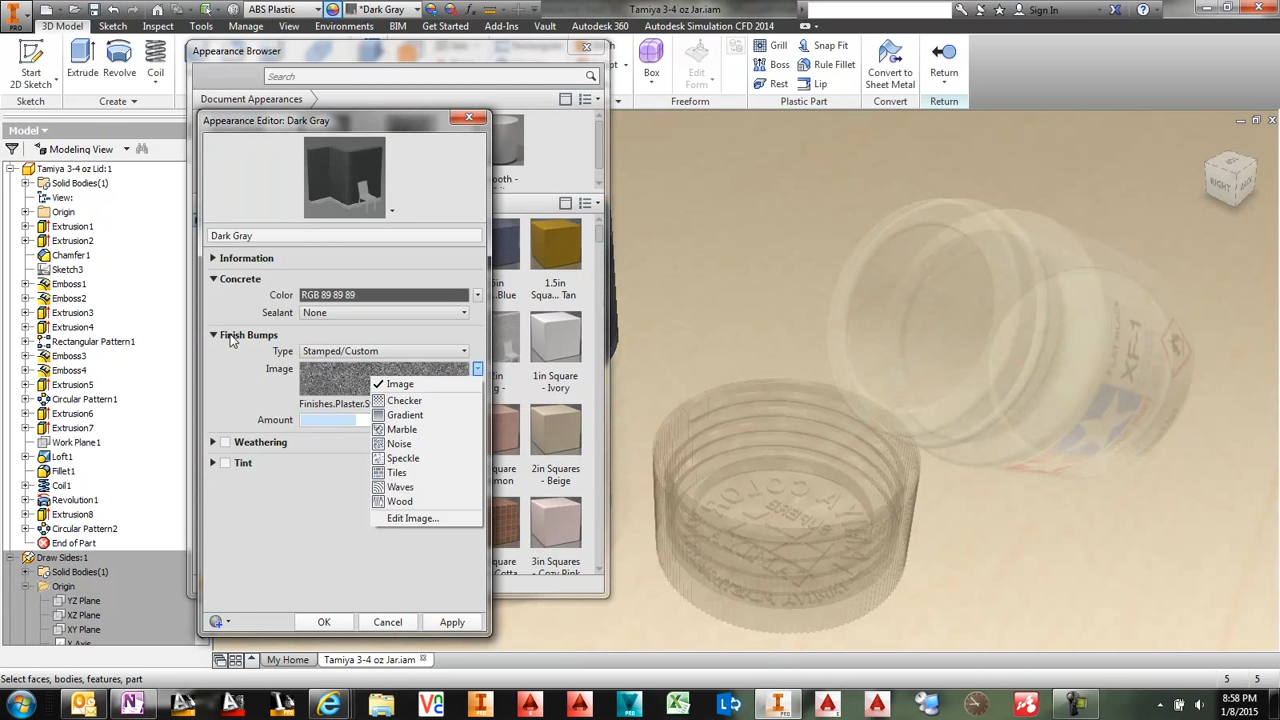 ABS Plastic
*Dark Gray
Tamiya 3-4 oz Jar.iam
Sign In
PRO
3D Model
Sketch
Inspect
Tools
Manage
View
Environments
BIM
Get Started
Add-Ins
Vault
Autodesk 360
Autodesk Simulation CFD 2014
Start
2D Sketch
Extrude
Revolve
Coil
Box
Edit
Form
Grill
Boss
Rest
Snap Fit
Rule Fillet
Lip
Convert to
Sheet Metal
Return
Sketch
Create
Freeform
Plastic Part
Convert
Return
Model
Modeling View
Tamiya 3-4 oz Lid:1
Solid Bodies(1)
View:
Origin
Extrusion1
Extrusion2
Chamfer1
Sketch3
Emboss1
Emboss2
Extrusion3
Extrusion4
Rectangular Pattern1
Emboss3
Emboss4
Extrusion5
Circular Pattern1
Extrusion6
Extrusion7
Work Plane1
Loft1
Fillet1
Coil1
Revolution1
Extrusion8
Circular Pattern2
End of Part
Draw Sides:1
Solid Bodies(1)
Origin
YZ Plane
XZ Plane
XY Plane
X Axis
Appearance Browser
Search
Document Appearances
Smooth -
Appearance Editor: Dark Gray
Dark Gray
Information
Concrete
Color
RGB 89 89 89
Sealant
None
Finish Bumps
Type
Stamped/Custom
Image
Finishes.Plaster.S
Amount
Weathering
Tint
Image
Checker
Gradient
Marble
Noise
Speckle
Tiles
Waves
Wood
Edit Image...
OK
Cancel
Apply
...Blue
1.5in
Squa... Tan
1in Square
- Ivory
2in Squares
- Beige
3in Squares
- Cozy Pink
RIGHT
My Home
Tamiya 3-4 oz Jar.iam
Select faces, bodies, features, part
5
5
8:58 PM
1/8/2015